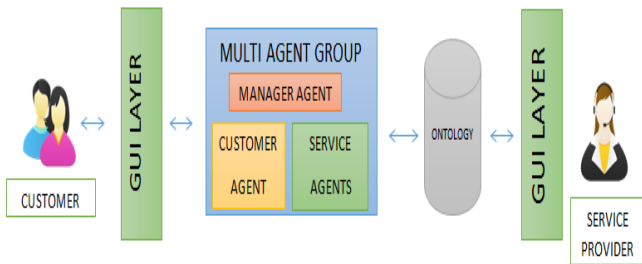 CUSTOMER
GUI LAYER
MULTI AGENT GROUP
MANAGER AGENT
CUSTOMER
AGENT
SERVICE
AGENTS
ONTOLOGY
GUI LAYER
SERVICE
PROVIDER